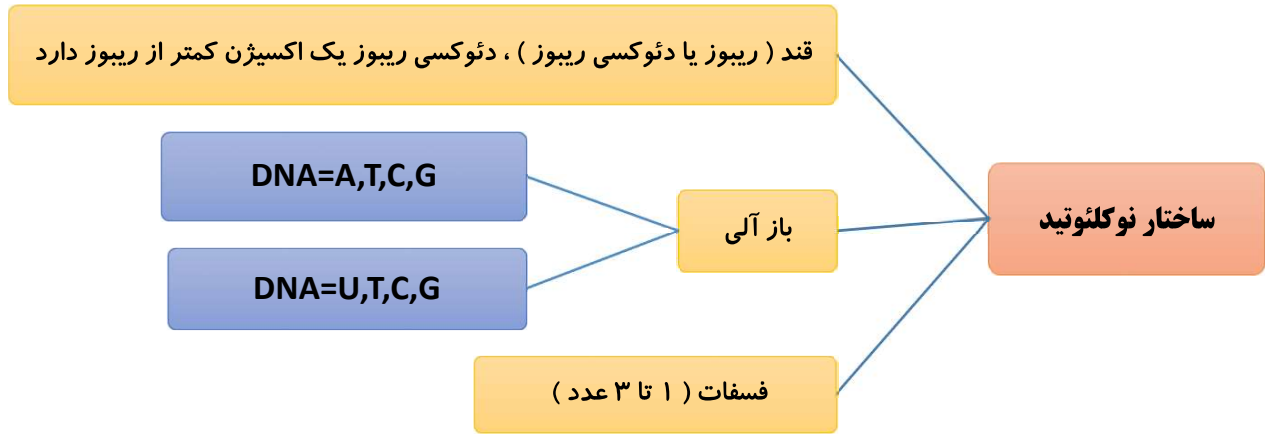 ساختار نوکلئوتید
قند ( ریبوز یا دئوکسی ریبوز ) ، دئوکسی ریبوز یک اکسیژن کمتر از ریبوز دارد
باز آلی
DNA=A,T,C,G
DNA=U,T,C,G
فسفات ( ۱ تا ۳ عدد )